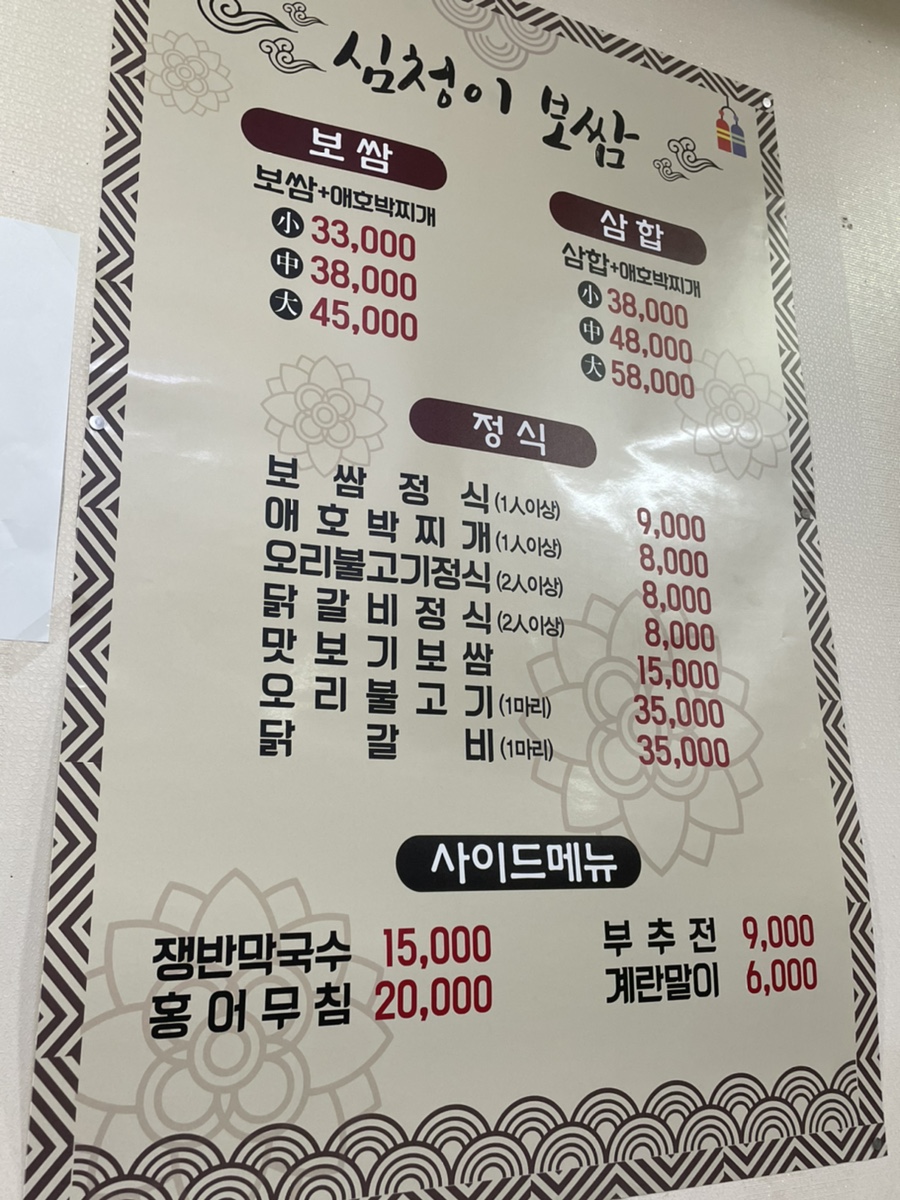 심청이 보쌈
보쌈
보쌈+애호박찌개
小 33,000
中 38,000
大 45,000
삼합
삼합+애호박찌개
小 38,000
中 48,000
大 58,000
정식
보쌈정식(1人이상) 9,000
애호박찌개(1人이상) 8,000
오리불고기정식(2人이상) 8,000
닭갈비정식(2人이상) 8,000
맛보기보쌈 15,000
오리불고기(1마리) 35,000
닭갈비(1마리) 35,000
사이드메뉴
쟁반막국수 15,000
홍어무침 20,000
부추전 9,000
계란말이 6,000